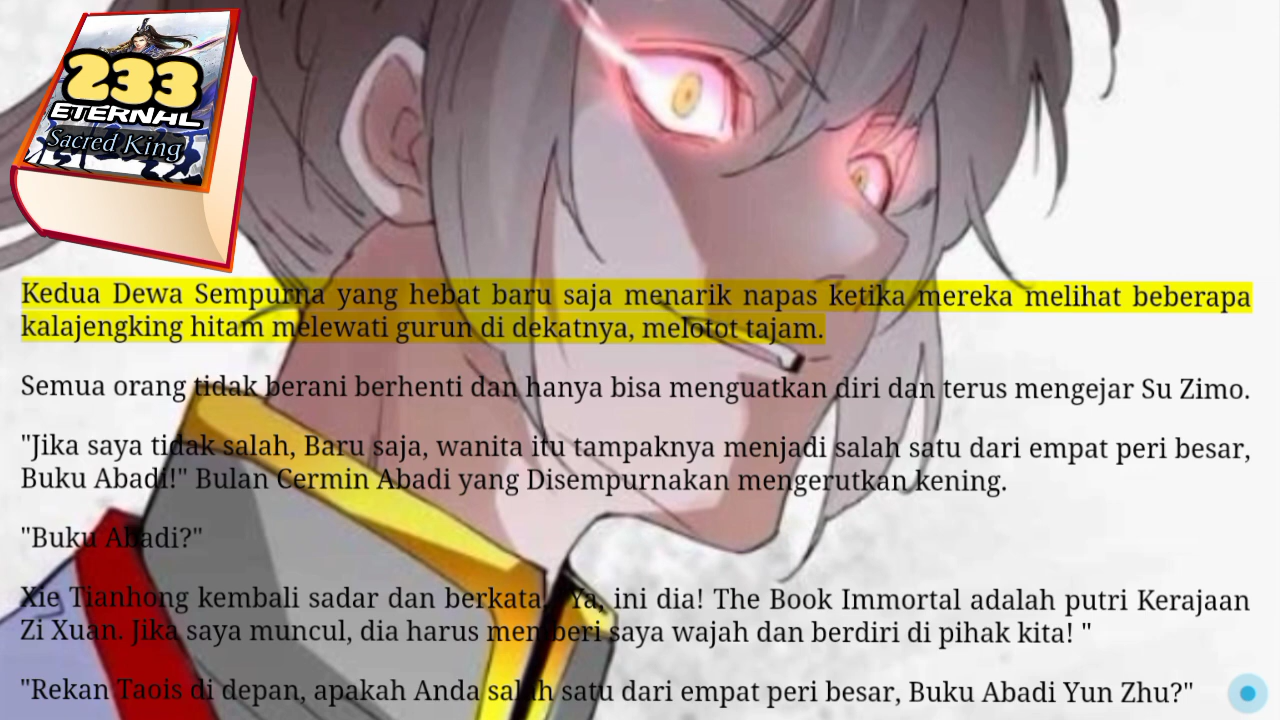 233
ETERNAL
Sacred King
Kedua Dewa Sempurna yang hebat baru saja menarik napas ketika mereka melihat beberapa
kalajengking hitam melewati gurun di dekatnya, melotot tajam.
Semua orang tidak berani berhenti dan hanya bisa menguatkan diri dan terus mengejar Su Zimo.
"Jika saya tidak salah, Baru saja, wanita itu tampaknya menjadi salah satu dari empat peri besar,
Buku Abadi!" Bulan Cermin Abadi yang Disempurnakan mengerutkan kening.
"Buku Abadi?"
Xie Tianhong kembali sadar dan berkata, "Ya, ini dia! The Book Immortal adalah putri Kerajaan
Zi Xuan. Jika saya muncul, dia harus memberi saya wajah dan berdiri di pihak kita! "
"Rekan Taois di depan, apakah Anda salah satu dari empat peri besar, Buku Abadi Yun Zhu?"